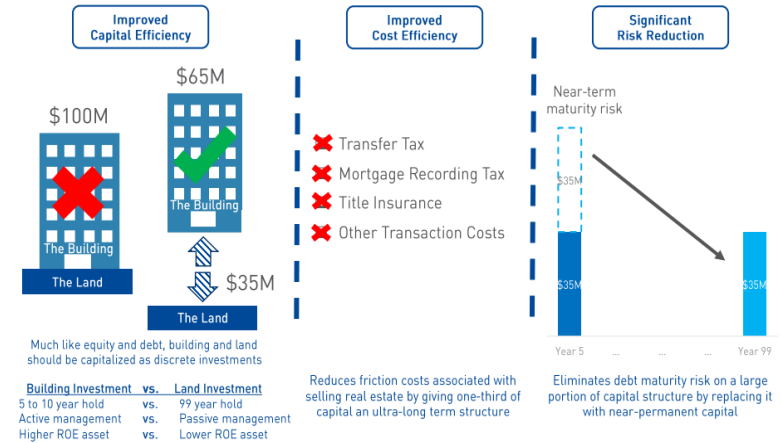 Improved
Capital Efficiency
$100M
The Building
The Land
$65M
The Building
$35M
The Land
Much like equity and debt, building and land
should be capitalized as discrete investments
Building Investment vs. Land Investment
5 to 10 year hold vs. 99 year hold
Active management vs. Passive management
Higher ROE asset vs. Lower ROE asset
Improved
Cost Efficiency
Transfer Tax
Mortgage Recording Tax
Title Insurance
Other Transaction Costs
Reduces friction costs associated with
selling real estate by giving one-third of
capital an ultra-long term structure
Significant
Risk Reduction
Near-term
maturity risk
$35M
$35M
$35M
Year 5 ... ... ... Year 99
Eliminates debt maturity risk on a large
portion of capital structure by replacing it
with near-permanent capital